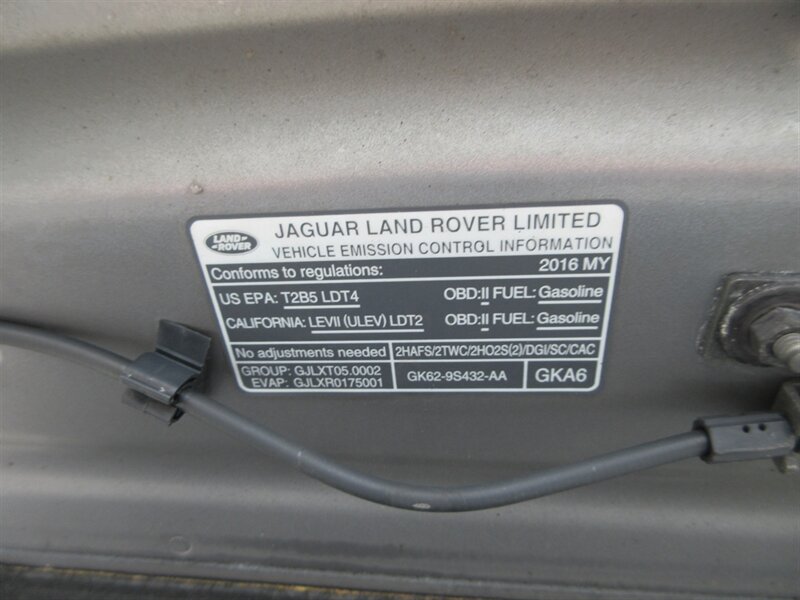 LAND
ROVER
JAGUAR LAND ROVER LIMITED
VEHICLE EMISSION CONTROL INFORMATION
Conforms to regulations: 2016 MY
US EPA: T2B5 LDT4 OBD:II FUEL: Gasoline
CALIFORNIA: LEVII (ULEV) LDT2 OBD:II FUEL: Gasoline
No adjustments needed 2HAFS/2TWC/2HO2S(2)/DGI/SC/CAC
GROUP: GJLXT05.0002
EVAP: GJLXR0175001
GK62-9S432-AA GKA6